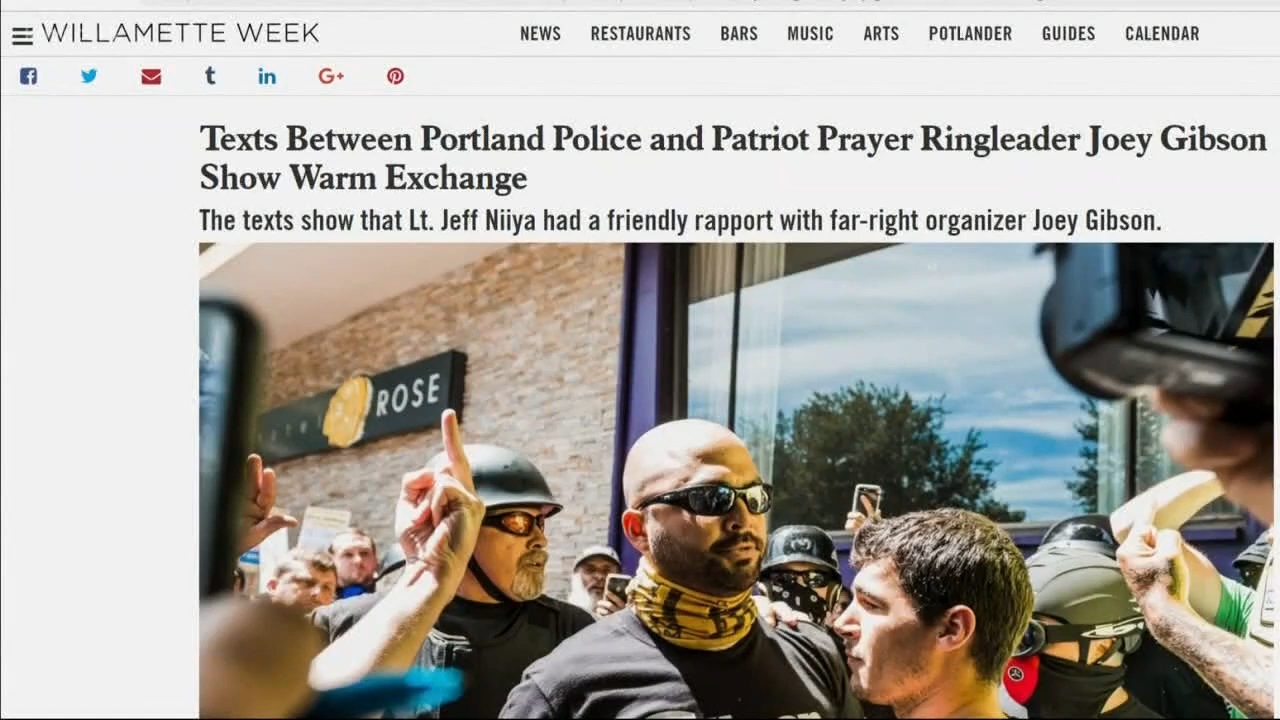 WILLAMETTE WEEK
NEWS RESTAURANTS BARS MUSIC ARTS POTLANDER GUIDES CALENDAR
Texts Between Portland Police and Patriot Prayer Ringleader Joey Gibson
Show Warm Exchange
The texts show that Lt. Jeff Niiya had a friendly rapport with far-right organizer Joey Gibson.
ROSE